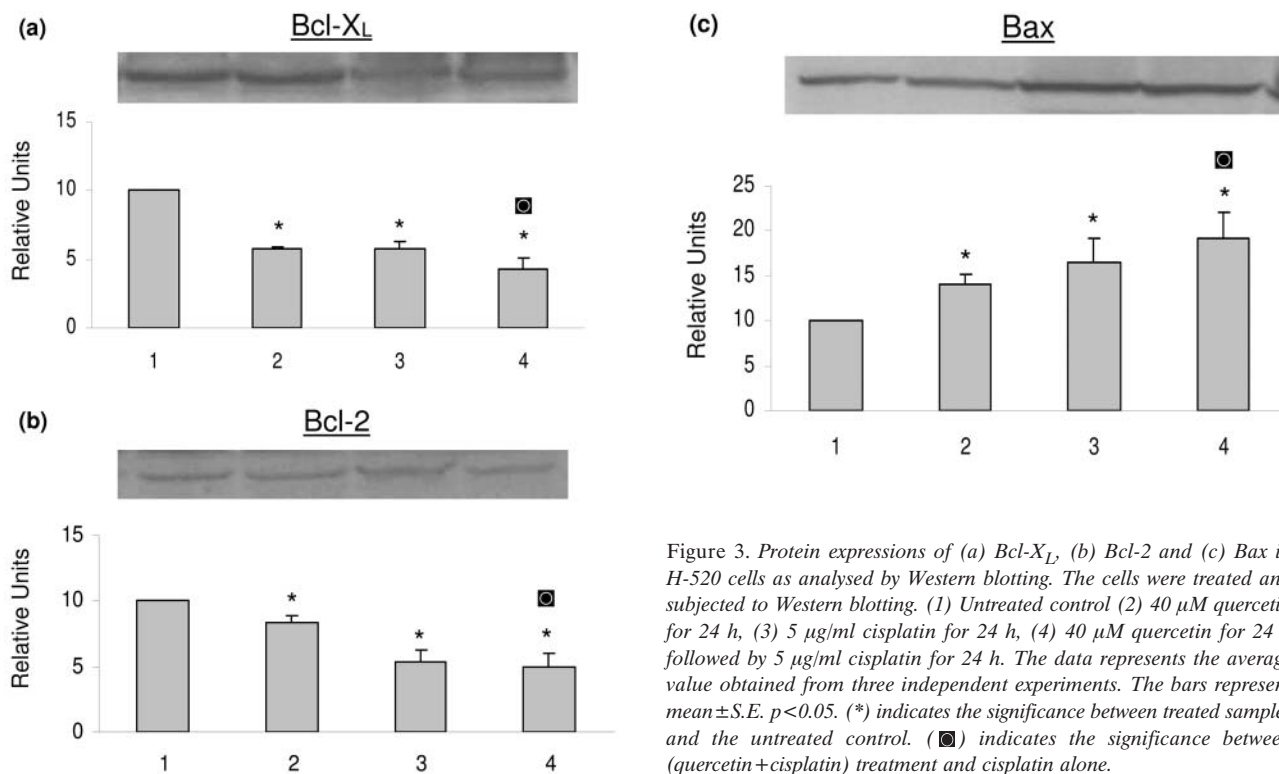 (a)
Bcl-XL
15
10
5
0
Relative Units
*
*
*
1 2 3 4
(b)
Bcl-2
15
10
5
0
Relative Units
*
*
*
1 2 3 4
(c)
Bax
25
20
15
10
5
0
Relative Units
*
*
*
1 2 3 4
Figure 3. Protein expressions of (a) Bcl-XL, (b) Bcl-2 and (c) Bax i
H-520 cells as analysed by Western blotting. The cells were treated an
subjected to Western blotting. (1) Untreated control (2) 40 μM querceti
for 24 h, (3) 5 μg/ml cisplatin for 24 h, (4) 40 μM quercetin for 24
followed by 5 μg/ml cisplatin for 24 h. The data represents the averag
value obtained from three independent experiments. The bars represen
mean±S.E. p<0.05. (*) indicates the significance between treated sample
and the untreated control. (◙) indicates the significance between
(quercetin+cisplatin) treatment and cisplatin alone.